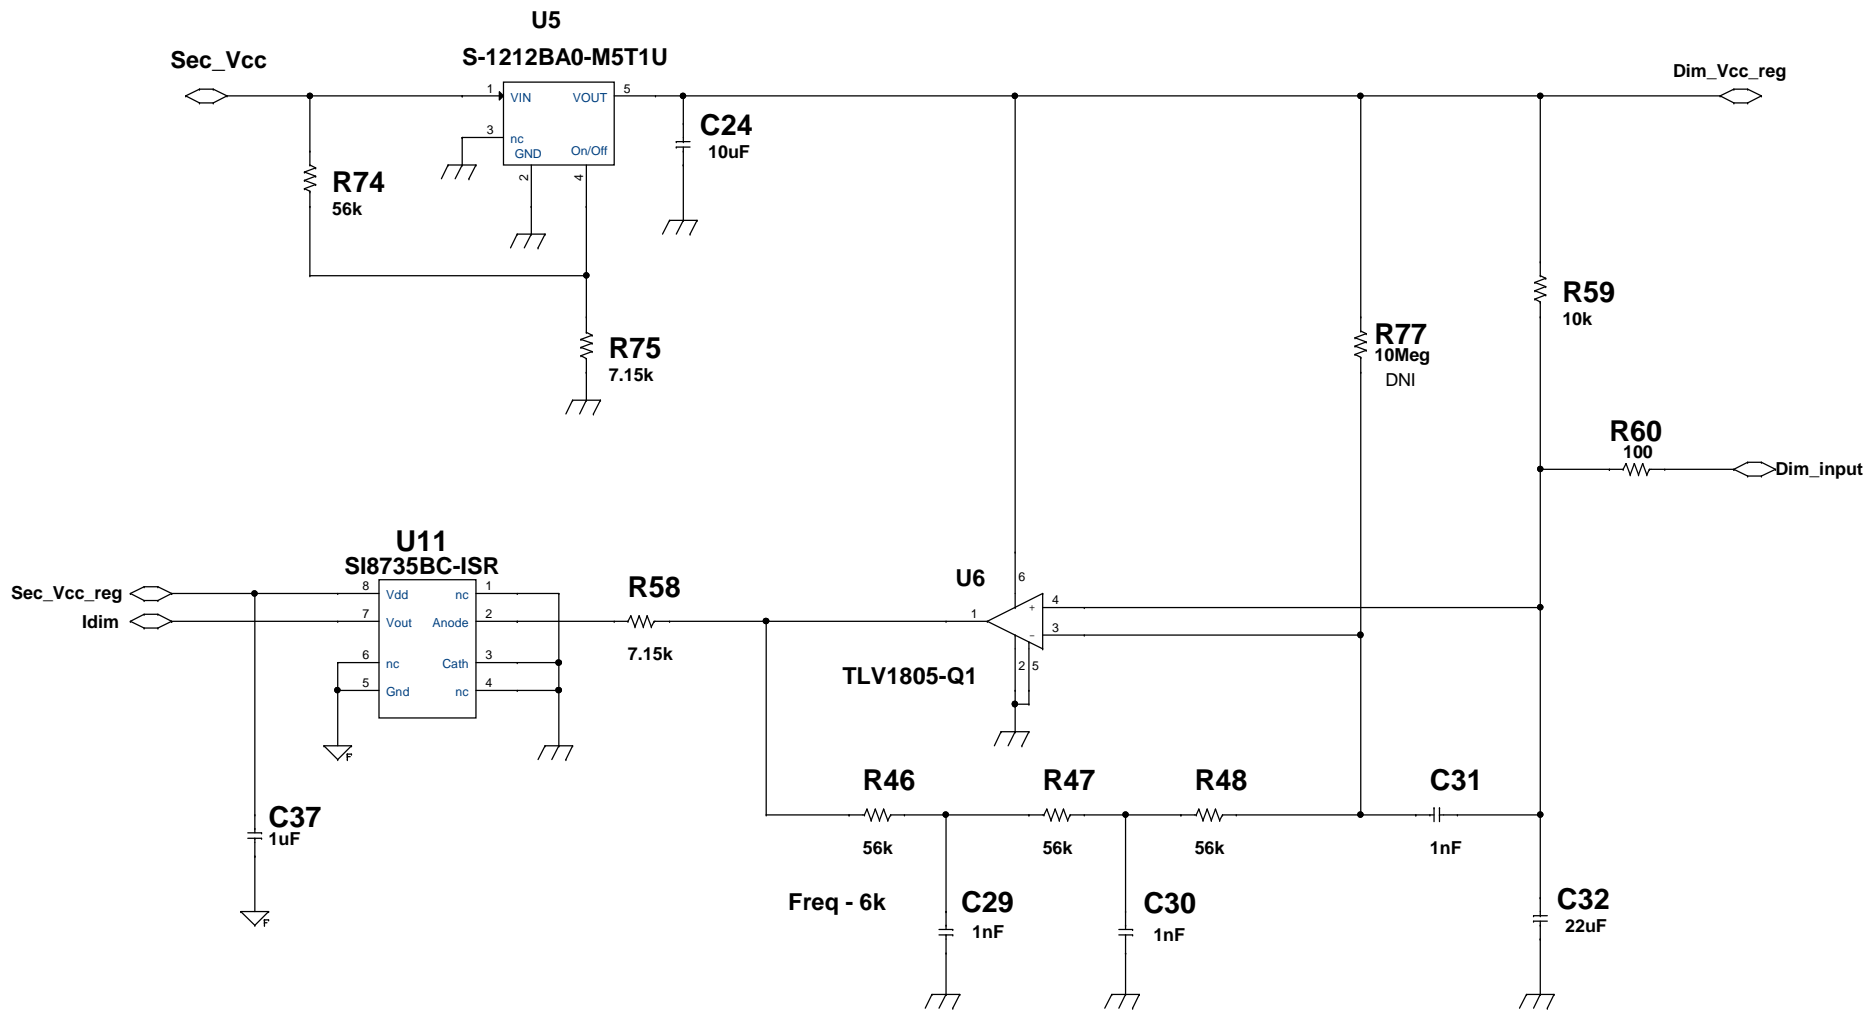 U5
S-1212BA0-M5T1U
Sec_Vcc
Dim_Vcc_reg
1
VIN
VOUT
5
3
nc
GND
On/Off
2
4
C24
10uF
R74
56k
R75
7.15k
R59
10k
R77
10Meg
DNI
R60
100
Dim_input
U11
SI8735BC-ISR
Sec_Vcc_reg
Idim
8
Vdd
nc
1
7
Vout
Anode
2
6
nc
Cath
3
5
Gnd
nc
4
F
R58
7.15k
U6
6
1
+
4
−
3
2
5
TLV1805-Q1
C37
1uF
F
R46
56k
R47
56k
R48
56k
C31
1nF
Freq - 6k
C29
1nF
C30
1nF
C32
22uF